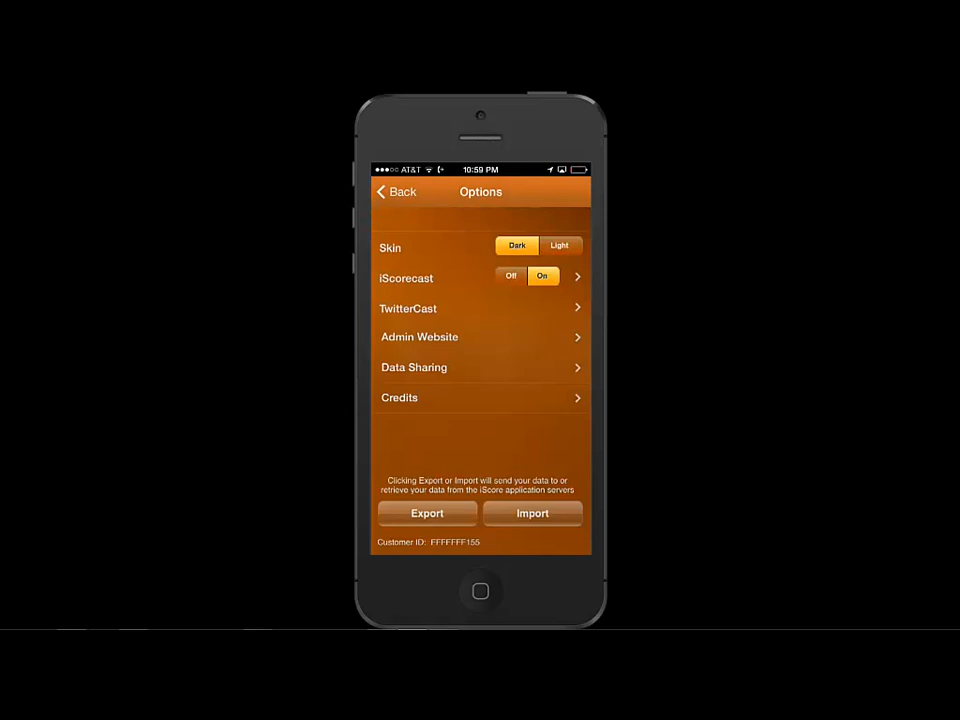 AT&T 10:59 PM
Back Options
Skin Dark Light
iScorecast Off On
TwitterCast
Admin Website
Data Sharing
Credits
Clicking Export or Import will send your data to or
retrieve your data from the iScore application servers
Export Import
Customer ID: FFFFFFF155